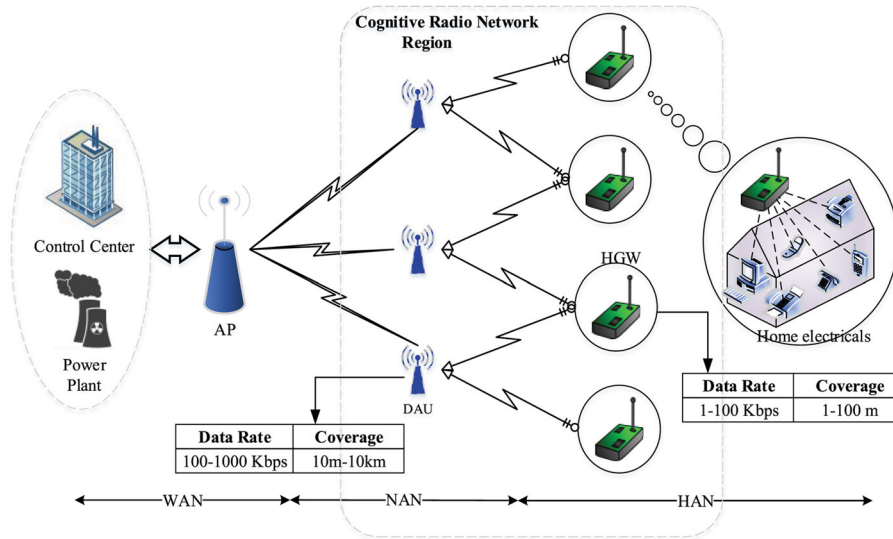 Cognitive Radio Network
Region
Control Center
Power
Plant
AP
DAU
HGW
Home electricals
Data Rate Coverage
100-1000 Kbps 10m-10km
Data Rate Coverage
1-100 Kbps 1-100 m
WAN NAN HAN